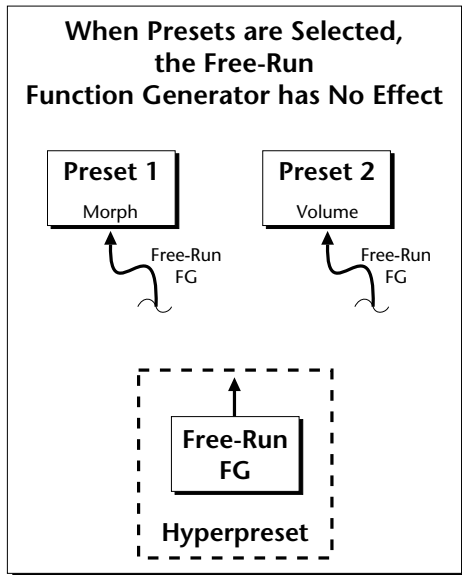 When Presets are Selected,
the Free-Run
Function Generator has No Effect
Preset 1
Morph
Free-Run
FG
Preset 2
Volume
Free-Run
FG
Free-Run
FG
Hyperpreset